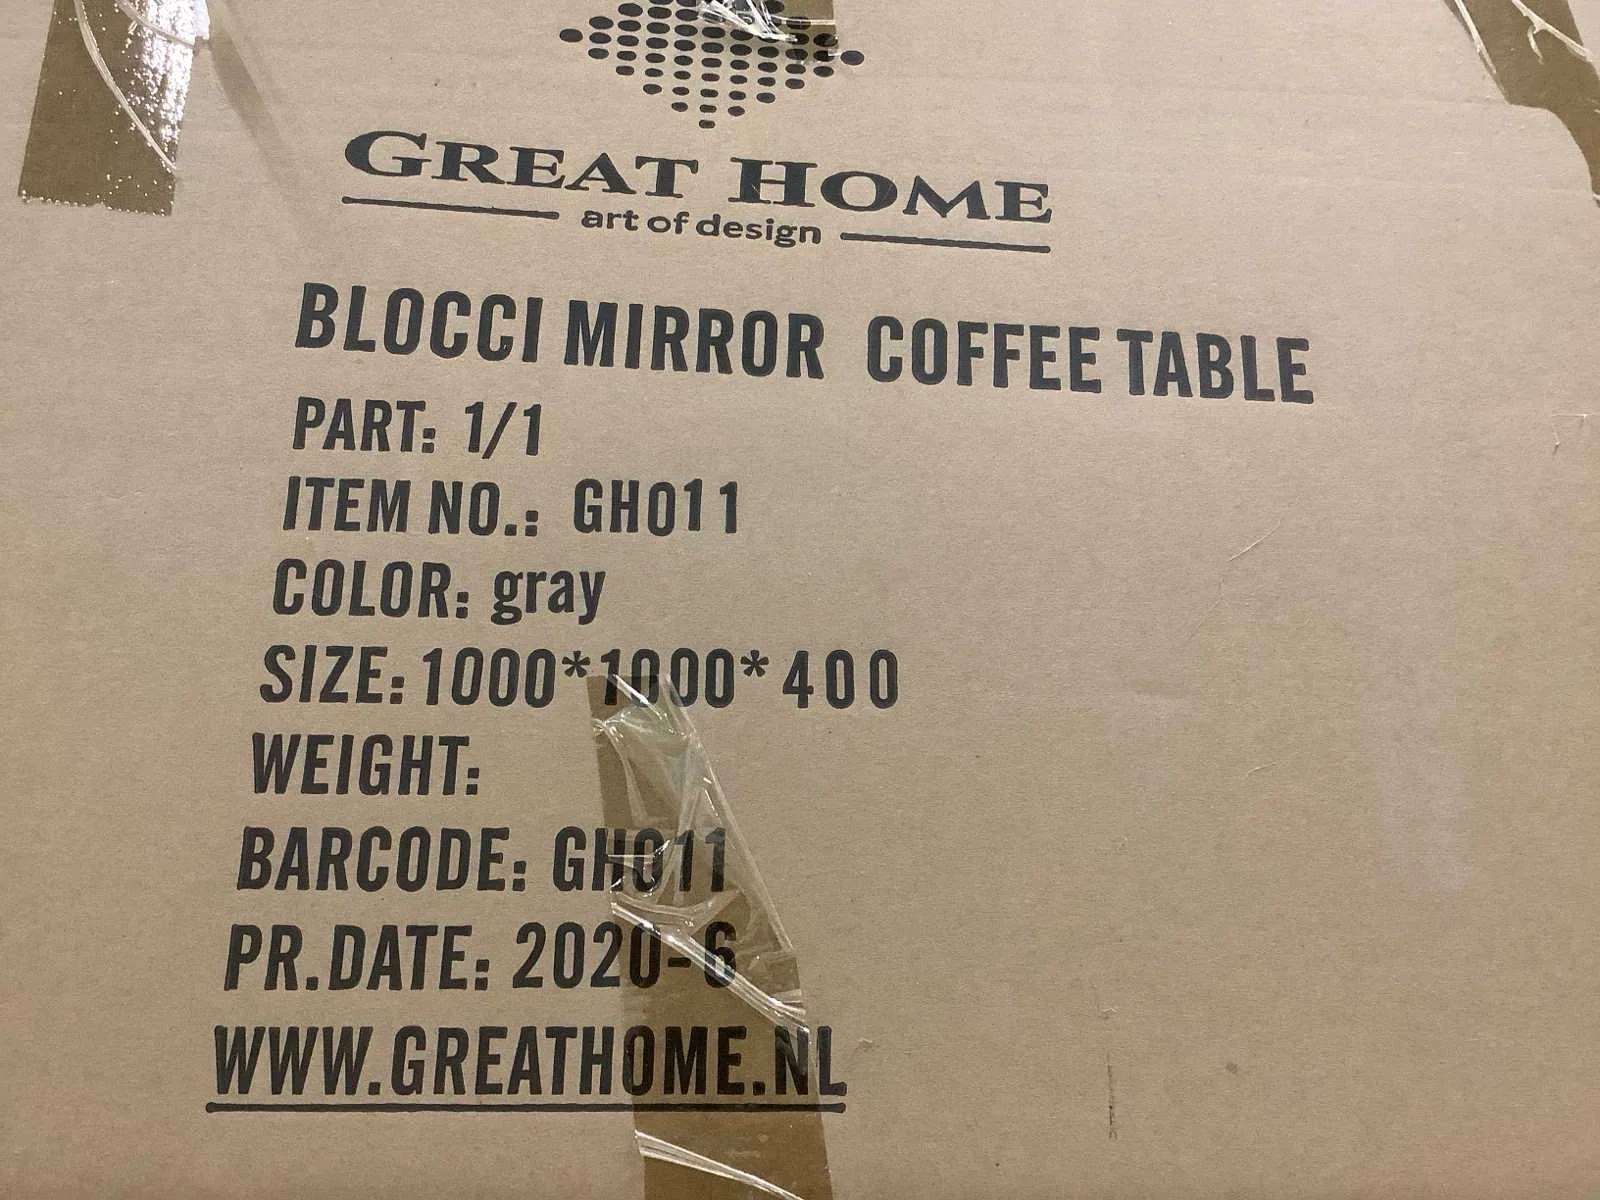 GREAT HOME
art of design
BLOCCI MIRROR COFFEE TABLE
PART: 1/1
ITEM NO.: GH011
COLOR: gray
SIZE: 1000*1000*400
WEIGHT:
BARCODE: GH011
PR.DATE: 2020-6
WWW.GREATHOME.NL